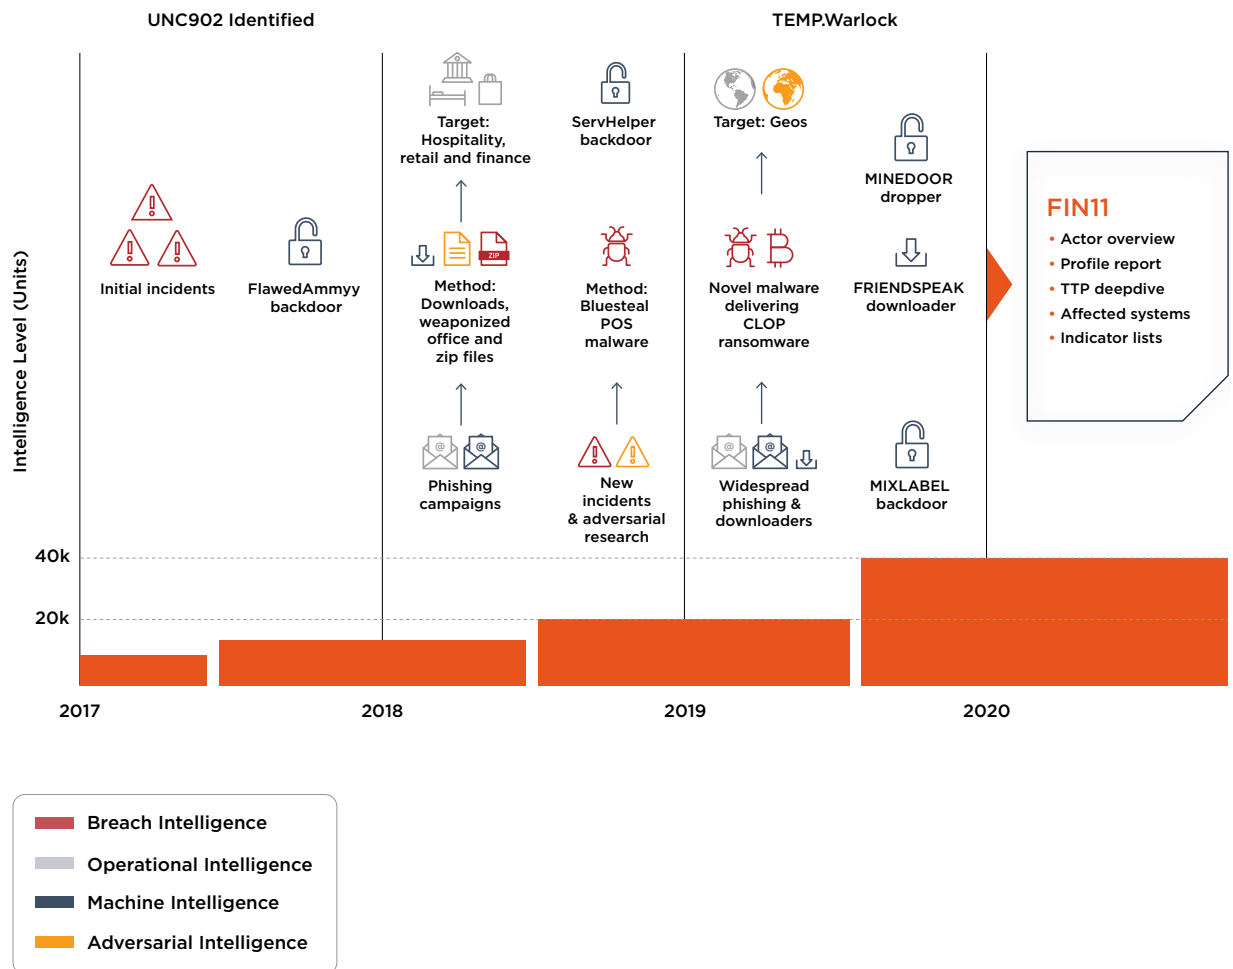 UNC902 Identified
TEMP.Warlock
Intelligence Level (Units)
Initial incidents
FlawedAmmyy
backdoor
Target:
Hospitality,
retail and finance
ZIP
Method:
Downloads,
weaponized
office and
zip files
@ @
Phishing
campaigns
ServHelper
backdoor
Method:
Bluesteal
POS
malware
New
incidents
& adversarial
research
Target: Geos
Novel malware
delivering
CLOP
ransomware
@ @
Widespread
phishing &
downloaders
MINEDOOR
dropper
FRIENDSPEAK
downloader
MIXLABEL
backdoor
FIN11
• Actor overview
• Profile report
• TTP deepdive
• Affected systems
• Indicator lists
40k
20k
2017 2018 2019 2020
Breach Intelligence
Operational Intelligence
Machine Intelligence
Adversarial Intelligence